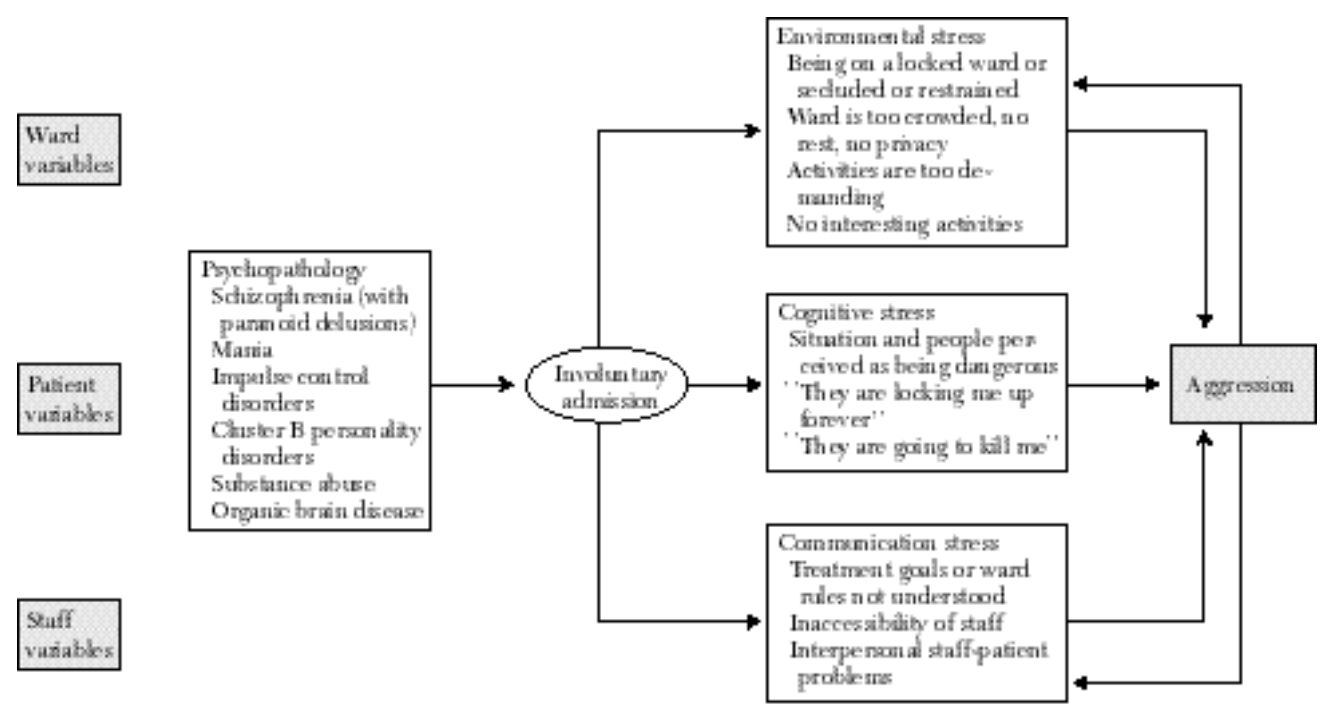 Ward
variables
Patient
variables
Staff
variables
Psychopathology
Schizophrenia (with
paranoid delusions)
Mania
Impulse control
disorders
Cluster B personality
disorders
Substance abuse
Organic brain disease
Involuntary
admission
Environmental stress
Being on a locked ward or
secluded or restrained
Ward is too crowded, no
rest, no privacy
Activities are too de-
manding
No interesting activities
Cognitive stress
Situation and people per-
ceived as being dangerous
``They are locking me up
forever''
``They are going to kill me''
Communication stress
Treatment goals or ward
rules not understood
Inaccessibility of staff
Interpersonal staff-patient
problems
Aggression